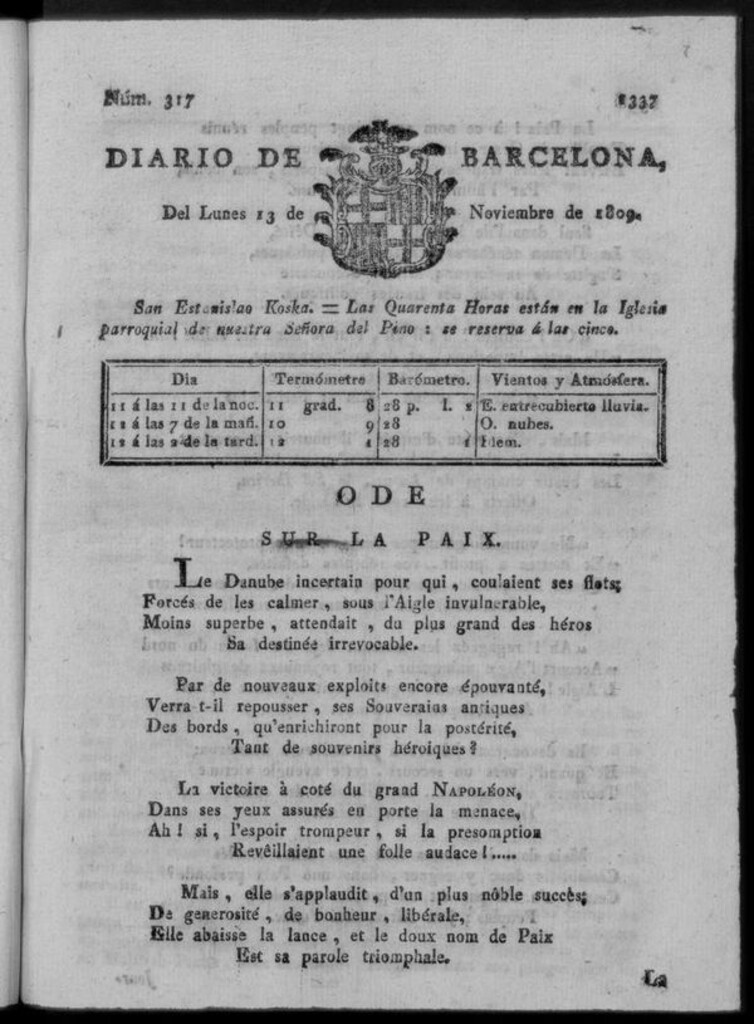 Núm. 317 1337
DIARIO DE BARCELONA,
Del Lunes 13 de Noviembre de 1809.
San Estanislao Koska. = Las Quarenta Horas están en la Iglesia
parroquial de nuestra Señora del Pino : se reserva á las cinco.
Dia Termómetro Barómetro. Vientos y Atmósfera.
11 á las 11 de la noc. 11 grad. 8 28 p. l. 2 E. entrecubierto lluvia.
12 á las 7 de la mañ. 10 9 28 O. nubes.
12 á las 2 de la tard. 12 1 28 1 Idem.
ODE
SUR LA PAIX.
Le Danube incertain pour qui, coulaient ses flots;
Forcés de les calmer, sous l'Aigle invulnerable,
Moins superbe, attendait, du plus grand des héros
Sa destinée irrevocable.
Par de nouveaux exploits encore épouvanté,
Verra t-il repousser, ses Souverains antiques
Des bords, qu'enrichiront pour la postérité,
Tant de souvenirs héroiques?
La victoire à coté du grand NAPOLÉON,
Dans ses yeux assurés en porte la menace,
Ah! si, l'espoir trompeur, si la presomption
Revêillaient une folle audace!.....
Mais, elle s'applaudit, d'un plus nôble succès;
De generosité, de bonheur, libérale,
Elle abaisse la lance, et le doux nom de Paix
Est sa parole triomphale.
La